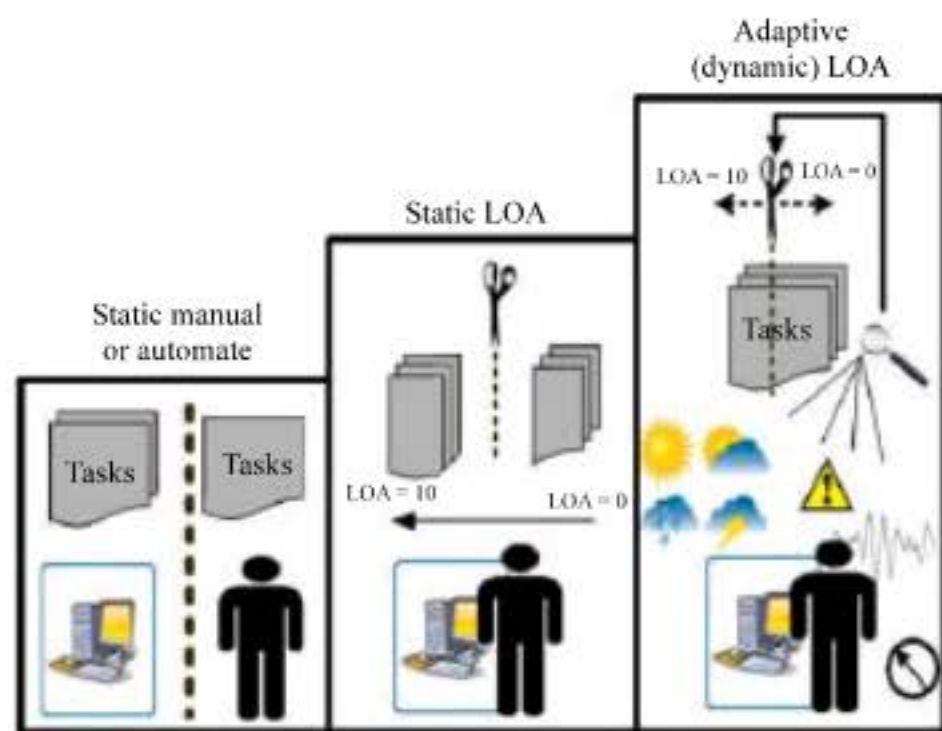 Adaptive
(dynamic) LOA
LOA = 10
LOA = 0
Static LOA
Tasks
Static manual
or automate
Tasks
Tasks
LOA = 10
LOA = 0